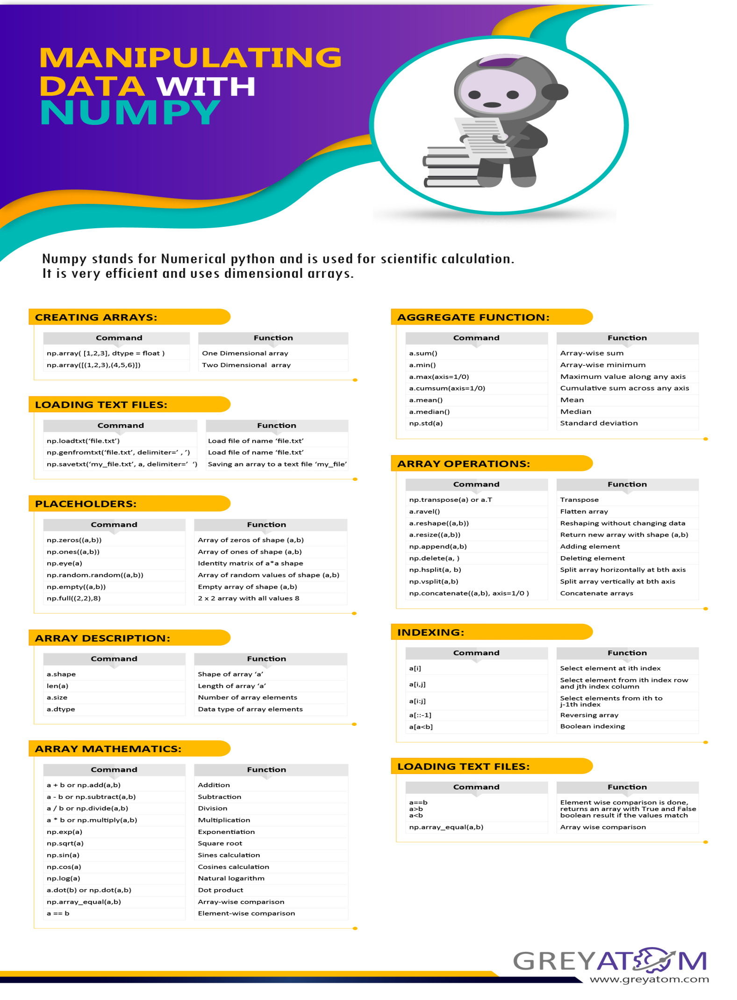 MANIPULATING
DATA WITH
NUMPY
Numpy stands for Numerical python and is used for scientific calculation.
It is very efficient and uses dimensional arrays.
CREATING ARRAYS:
Command Function
np.array( [1,2,3], dtype = float ) One Dimensional array
np.array([(1,2,3),(4,5,6)]) Two Dimensional array
LOADING TEXT FILES:
Command Function
np.loadtxt(‘file.txt’) Load file of name ‘file.txt’
np.genfromtxt(‘file.txt’, delimiter=’ , ’) Load file of name ‘file.txt’
np.savetxt(‘my_file.txt’, a, delimiter=’ ‘) Saving an array to a text file ‘my_file’
PLACEHOLDERS:
Command Function
np.zeros((a,b)) Array of zeros of shape (a,b)
np.ones((a,b)) Array of ones of shape (a,b)
np.eye(a) Identity matrix of a*a shape
np.random.random((a,b)) Array of random values of shape (a,b)
np.empty((a,b)) Empty array of shape (a,b)
np.full((2,2),8) 2 x 2 array with all values 8
ARRAY DESCRIPTION:
Command Function
a.shape Shape of array ‘a’
len(a) Length of array ‘a’
a.size Number of array elements
a.dtype Data type of array elements
ARRAY MATHEMATICS:
Command Function
a + b or np.add(a,b) Addition
a - b or np.subtract(a,b) Subtraction
a / b or np.divide(a,b) Division
a * b or np.multiply(a,b) Multiplication
np.exp(a) Exponentiation
np.sqrt(a) Square root
np.sin(a) Sines calculation
np.cos(a) Cosines calculation
np.log(a) Natural logarithm
a.dot(b) or np.dot(a,b) Dot product
np.array_equal(a,b) Array-wise comparison
a == b Element-wise comparison
AGGREGATE FUNCTION:
Command Function
a.sum() Array-wise sum
a.min() Array-wise minimum
a.max(axis=1/0) Maximum value along any axis
a.cumsum(axis=1/0) Cumulative sum across any axis
a.mean() Mean
a.median() Median
np.std(a) Standard deviation
ARRAY OPERATIONS:
Command Function
np.transpose(a) or a.T Transpose
a.ravel() Flatten array
a.reshape((a,b)) Reshaping without changing data
a.resize((a,b)) Return new array with shape (a,b)
np.append(a,b) Adding element
np.delete(a, ) Deleting element
np.hsplit(a, b) Split array horizontally at bth axis
np.vsplit(a,b) Split array vertically at bth axis
np.concatenate((a,b), axis=1/0 ) Concatenate arrays
INDEXING:
Command Function
a[i] Select element at ith index
a[i,j] Select element from ith index row
and jth index column
a[i:j] Select elements from ith to
j-1th index
a[::-1] Reversing array
a[a<b] Boolean indexing
LOADING TEXT FILES:
Command Function
a==b Element wise comparison is done,
a>b returns an array with True and False
a<b boolean result if the values match
np.array_equal(a,b) Array wise comparison
GREYATOM
www.greyatom.com